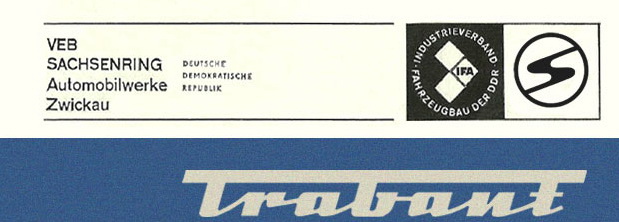 VEB
SACHSENRING
Automobilwerke
Zwickau
DEUTSCHE
DEMOKRATISCHE
REPUBLIK
INDUSTRIEVERBAND
FAHRZEUGBAU DER DDR
IFA
Trabant